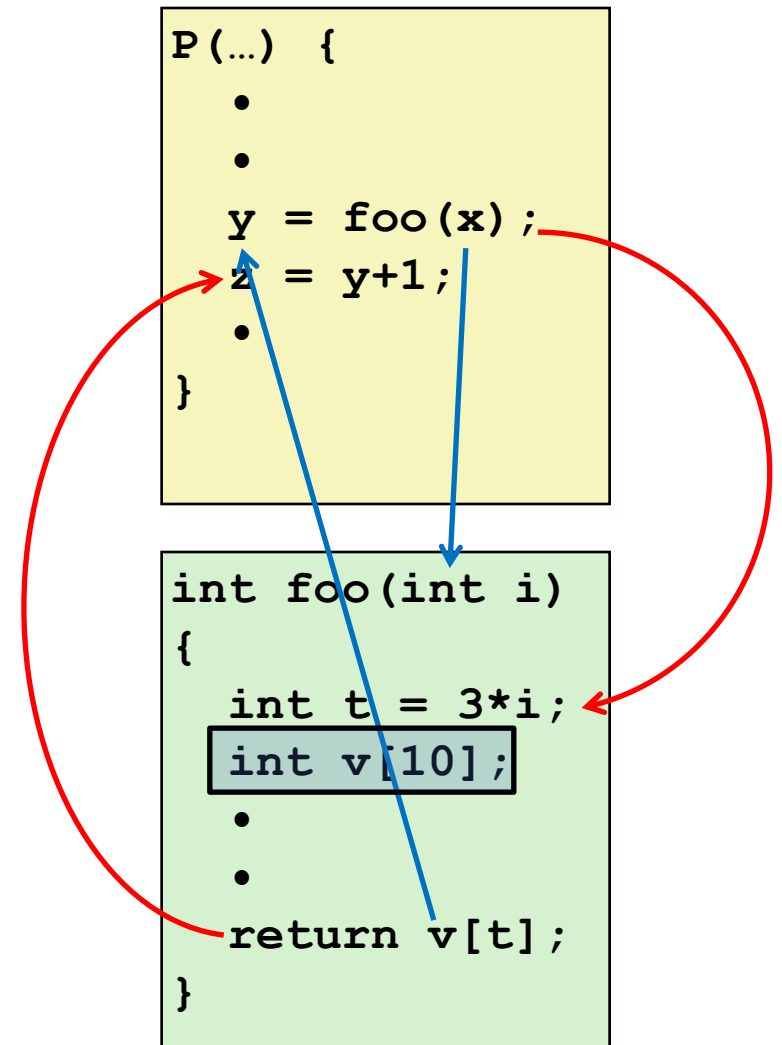 P(…) {
•
•
y = foo(x);
z = y+1;
•
}
int foo(int i)
{
int t = 3*i;
int v[10];
•
•
return v[t];
}